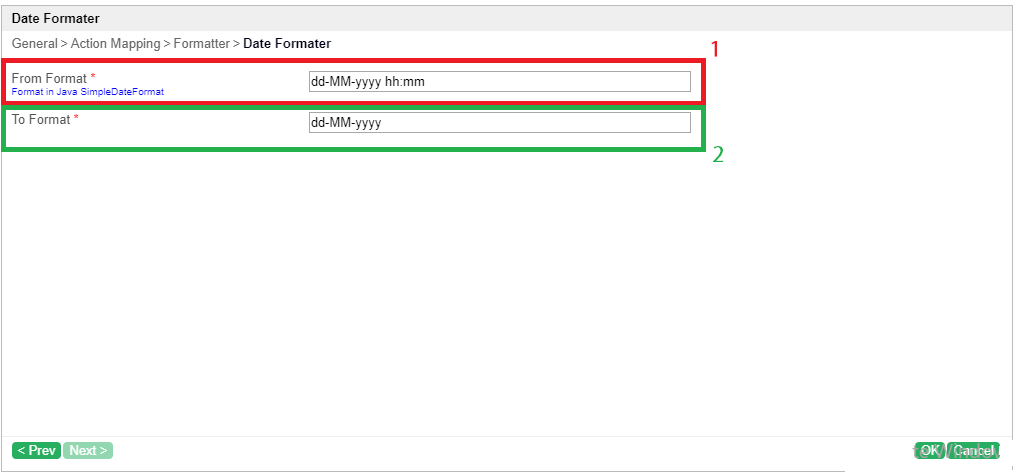 Date Formater
General > Action Mapping > Formatter > Date Formater
1
From Format *
Format in Java SimpleDateFormat
dd-MM-yyyy hh:mm
To Format *
dd-MM-yyyy
2
< Prev Next >
OK Cancel